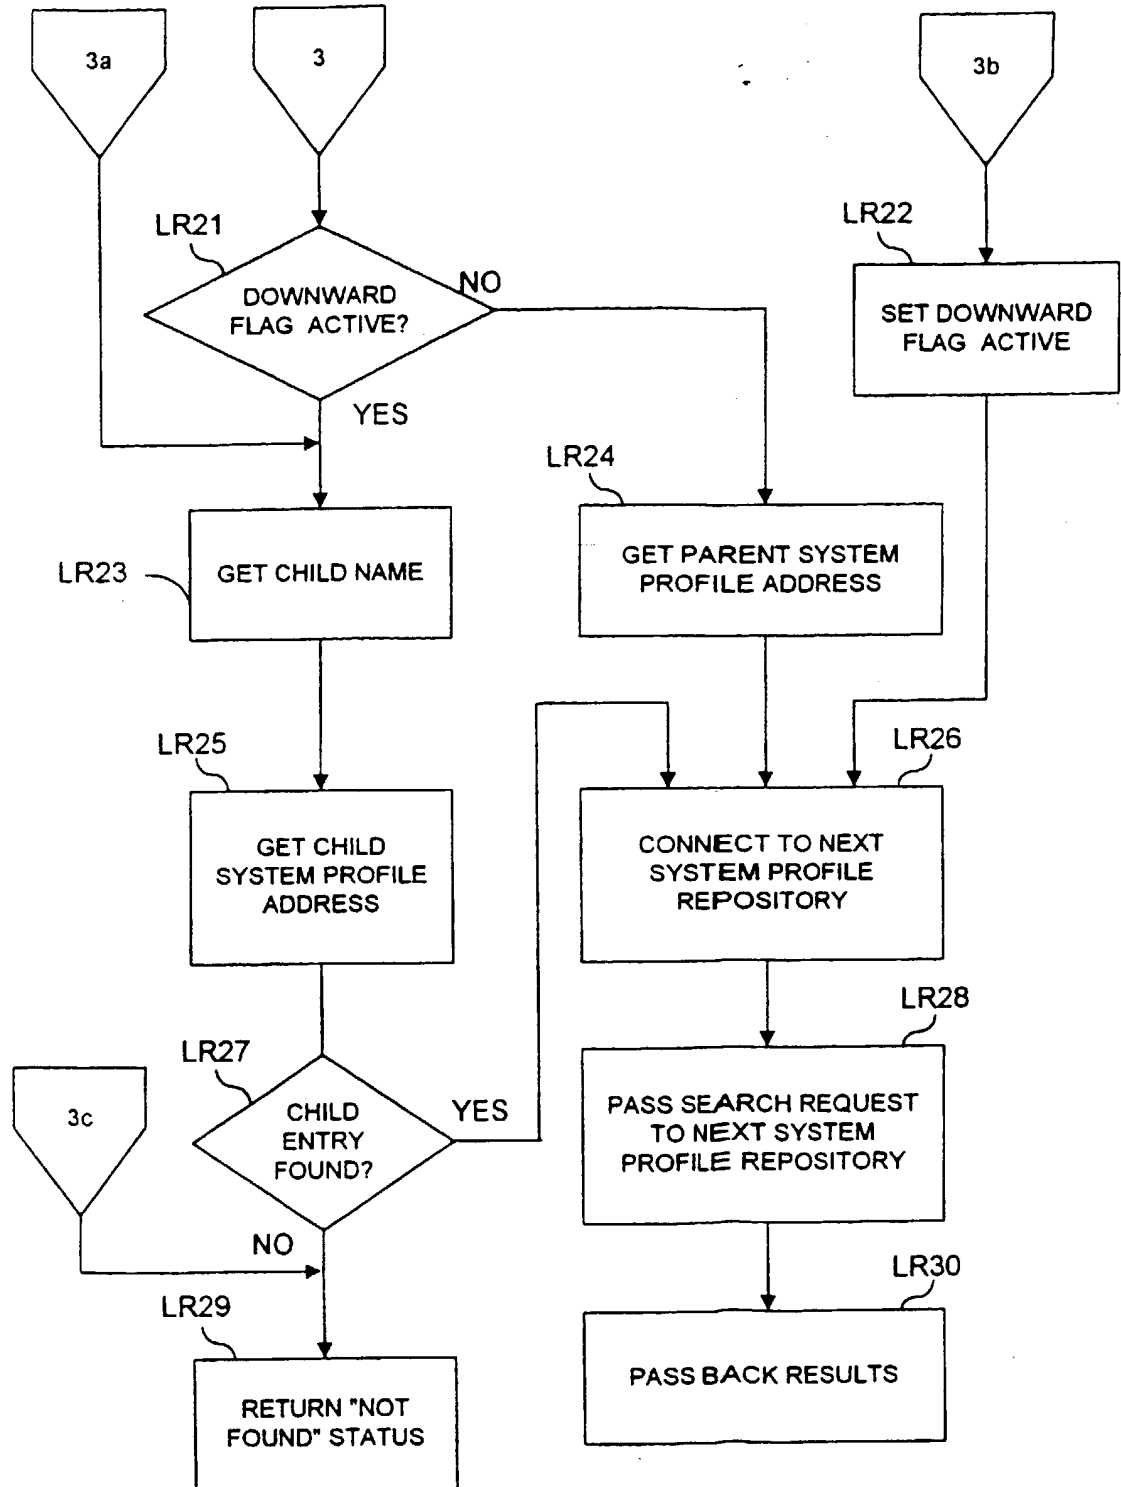 3a
3
3b
LR21
LR22
DOWNWARD
FLAG ACTIVE?
NO
YES
SET DOWNWARD
FLAG ACTIVE
LR24
LR23
GET CHILD NAME
GET PARENT SYSTEM
PROFILE ADDRESS
LR25
LR26
GET CHILD
SYSTEM PROFILE
ADDRESS
CONNECT TO NEXT
SYSTEM PROFILE
REPOSITORY
LR27
LR28
3c
CHILD
ENTRY
FOUND?
YES
NO
PASS SEARCH REQUEST
TO NEXT SYSTEM
PROFILE REPOSITORY
LR29
LR30
RETURN "NOT
FOUND" STATUS
PASS BACK RESULTS